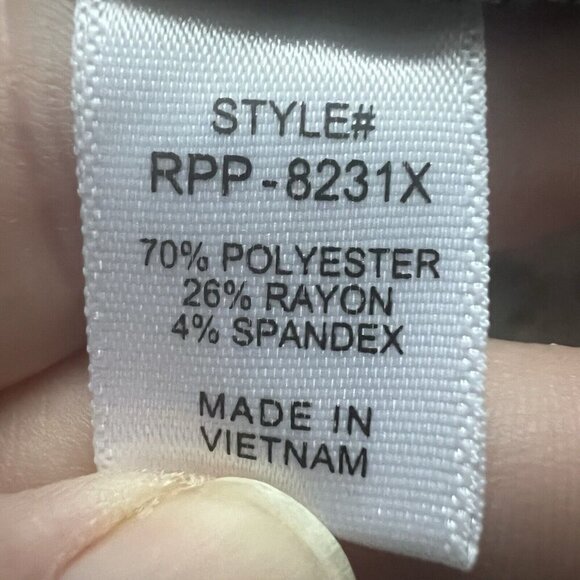 STYLE#
RPP-8231X
70% POLYESTER
26% RAYON
4% SPANDEX
MADE IN
VIETNAM